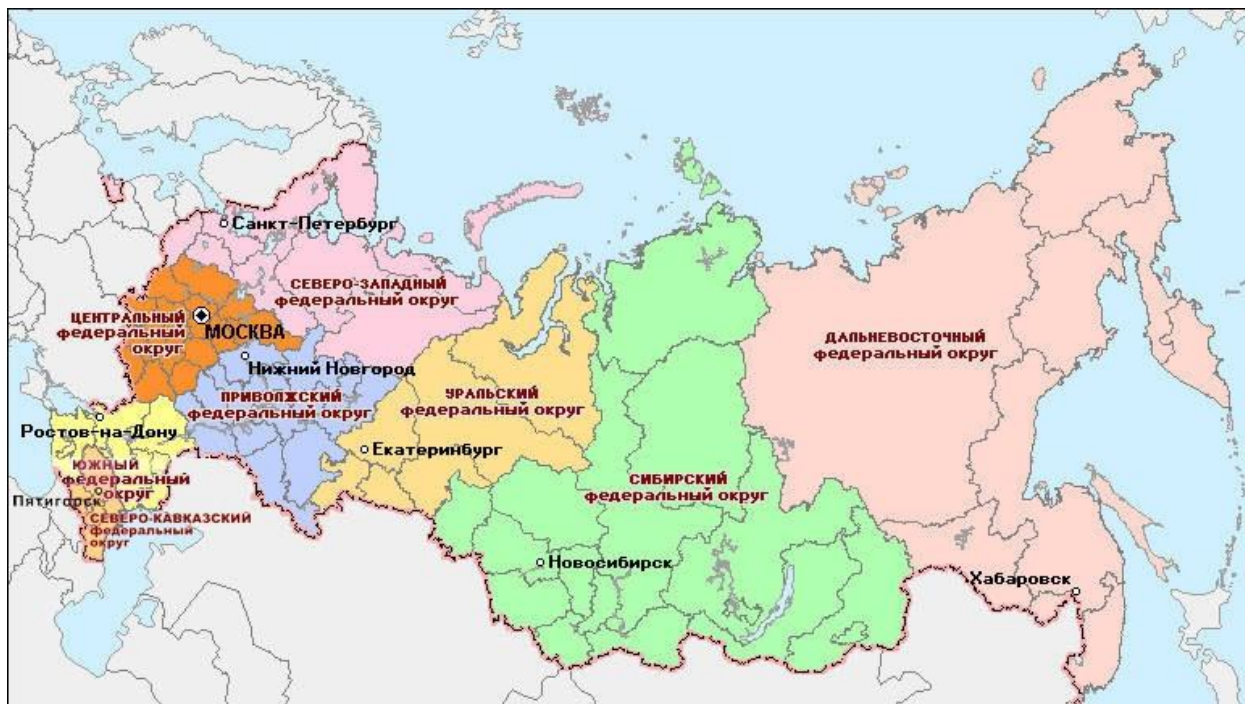 Санкт-Петербург
СЕВЕРО-ЗАПАДНЫЙ
федеральный округ
ЦЕНТРАЛЬНЫЙ
федеральный
округ
МОСКВА
Нижний Новгород
ПРИВОЛЖСКИЙ
федеральный округ
УРАЛЬСКИЙ
федеральный округ
ДАЛЬНЕВОСТОЧНЫЙ
федеральный округ
Ростов-на-Дону
Екатеринбург
ЮЖНЫЙ
федеральный
округ
Пятигорск
СЕВЕРО-КАВКАЗСКИЙ
федеральный
округ
СИБИРСКИЙ
федеральный округ
Новосибирск
Хабаровск